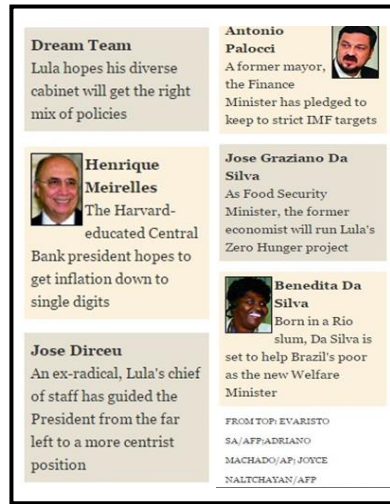 Dream Team
Lula hopes his diverse
cabinet will get the right
mix of policies
Henrique
Meirelles
The Harvard-
educated Central
Bank president hopes to
get inflation down to
single digits
Jose Dirceu
An ex-radical, Lula's chief
of staff has guided the
President from the far
left to a more centrist
position
Antonio
Palocci
A former mayor,
the Finance
Minister has pledged to
keep to strict IMF targets
Jose Graziano Da
Silva
As Food Security
Minister, the former
economist will run Lula's
Zero Hunger project
Benedita Da
Silva
Born in a Rio
slum, Da Silva is
set to help Brazil's poor
as the new Welfare
Minister
FROM TOP: EVARISTO
SA/AFP;ADRIANO
MACHADO/AP; JOYCE
NALTCHAYAN/AFP